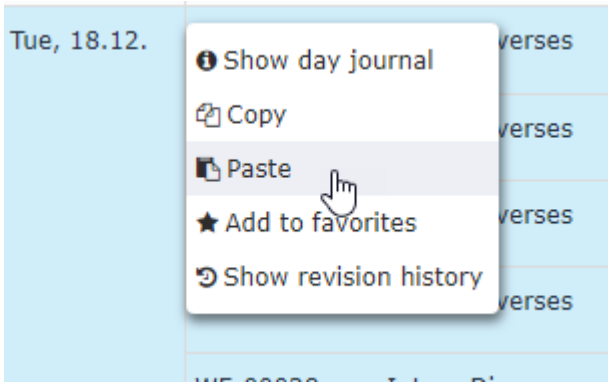 Tue, 18.12.
Show day journal
verses
Copy
verses
Paste
Add to favorites
verses
Show revision history
verses